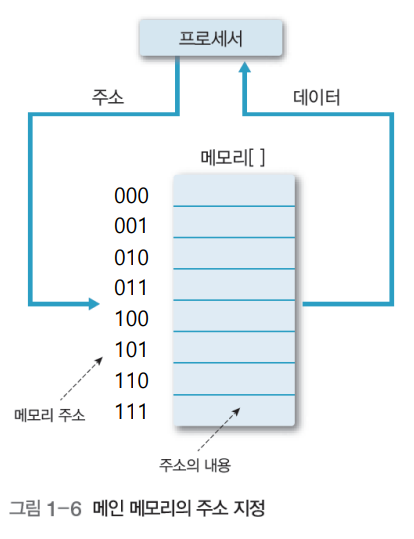 프로세서
주소
데이터
메모리[ ]
000
001
010
011
100
101
110
111
메모리 주소
주소의 내용
그림 1-6 메인 메모리의 주소 지정